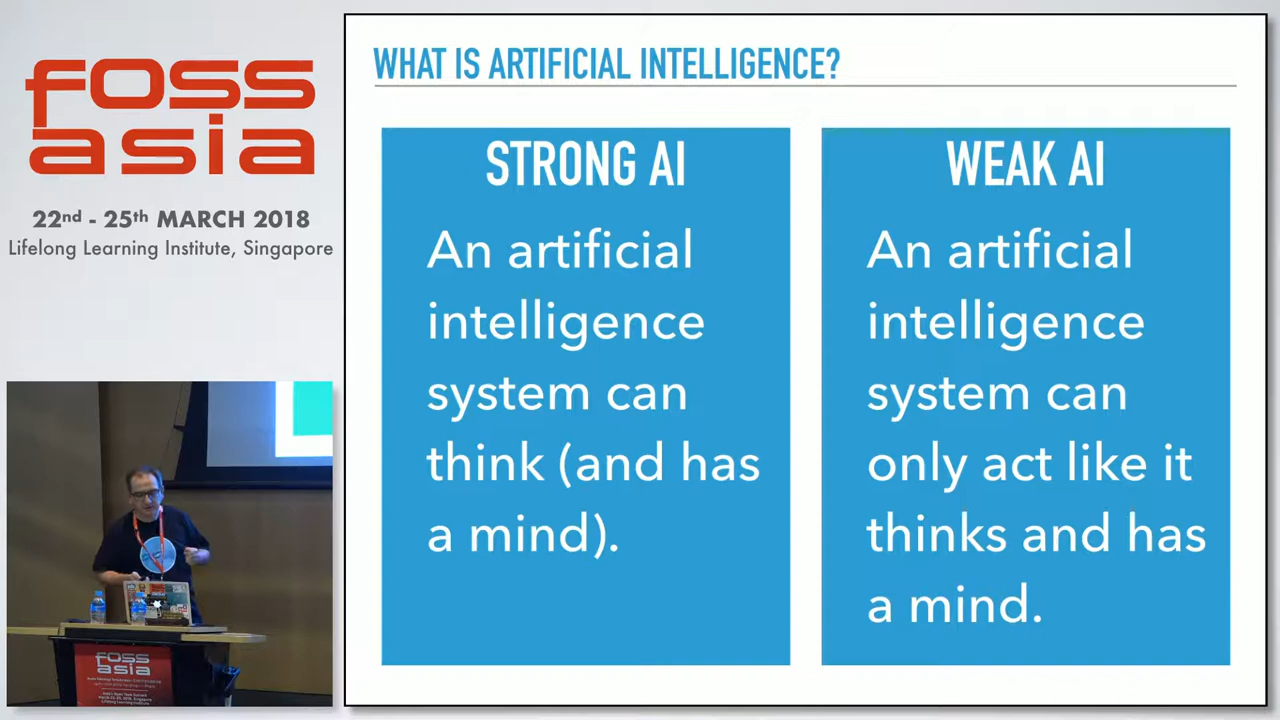 foss
asia
22nd - 25th MARCH 2018
Lifelong Learning Institute, Singapore
WHAT IS ARTIFICIAL INTELLIGENCE?
STRONG AI
An artificial
intelligence
system can
think (and has
a mind).
WEAK AI
An artificial
intelligence
system can
only act like it
thinks and has
a mind.
foss
asia